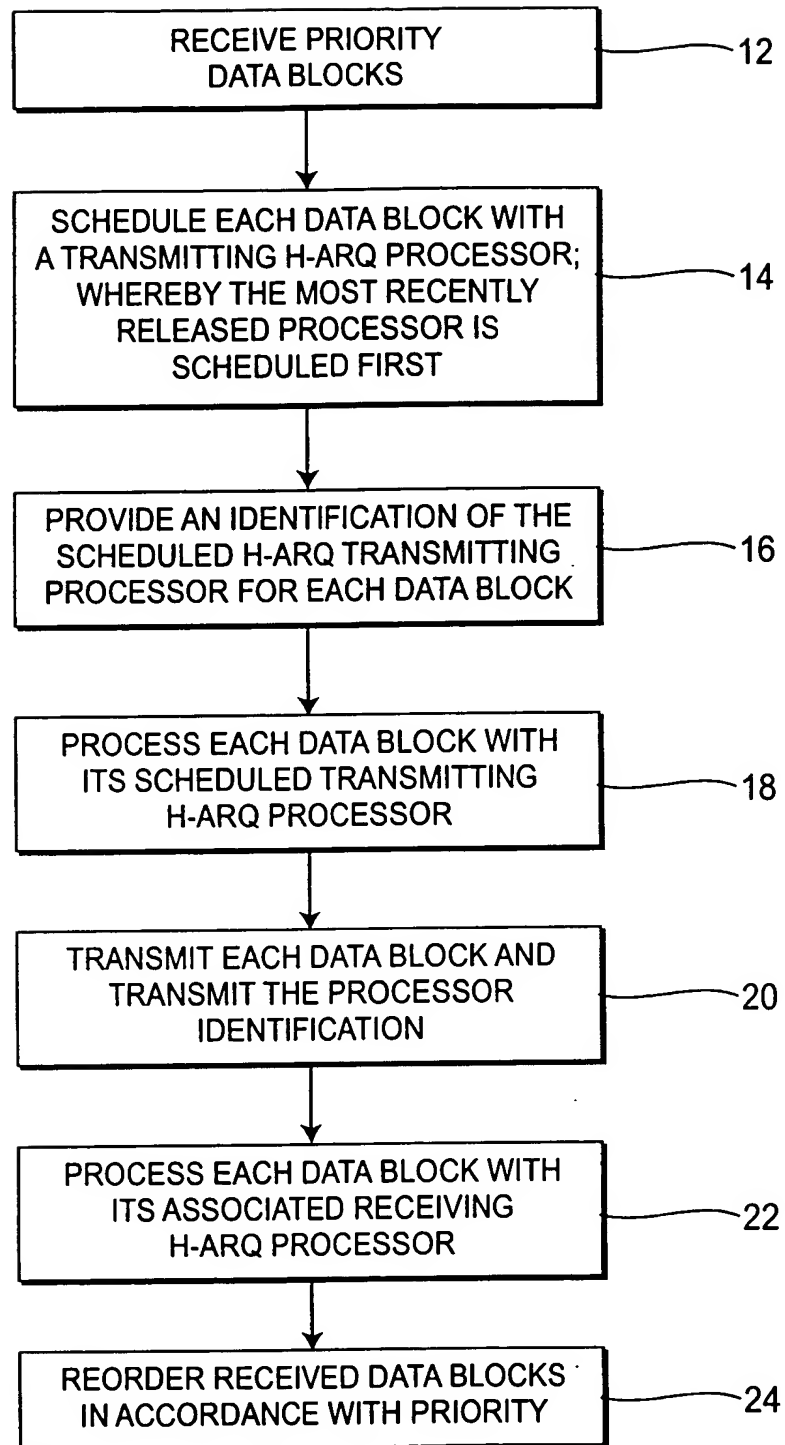 RECEIVE PRIORITY
DATA BLOCKS
12
SCHEDULE EACH DATA BLOCK WITH
A TRANSMITTING H-ARQ PROCESSOR;
WHEREBY THE MOST RECENTLY
RELEASED PROCESSOR IS
SCHEDULED FIRST
14
PROVIDE AN IDENTIFICATION OF THE
SCHEDULED H-ARQ TRANSMITTING
PROCESSOR FOR EACH DATA BLOCK
16
PROCESS EACH DATA BLOCK WITH
ITS SCHEDULED TRANSMITTING
H-ARQ PROCESSOR
18
TRANSMIT EACH DATA BLOCK AND
TRANSMIT THE PROCESSOR
IDENTIFICATION
20
PROCESS EACH DATA BLOCK WITH
ITS ASSOCIATED RECEIVING
H-ARQ PROCESSOR
22
REORDER RECEIVED DATA BLOCKS
IN ACCORDANCE WITH PRIORITY
24